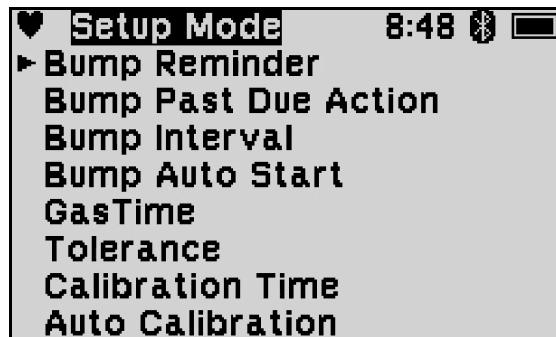 Setup Mode 8:48
Bump Reminder
Bump Past Due Action
Bump Interval
Bump Auto Start
GasTime
Tolerance
Calibration Time
Auto Calibration